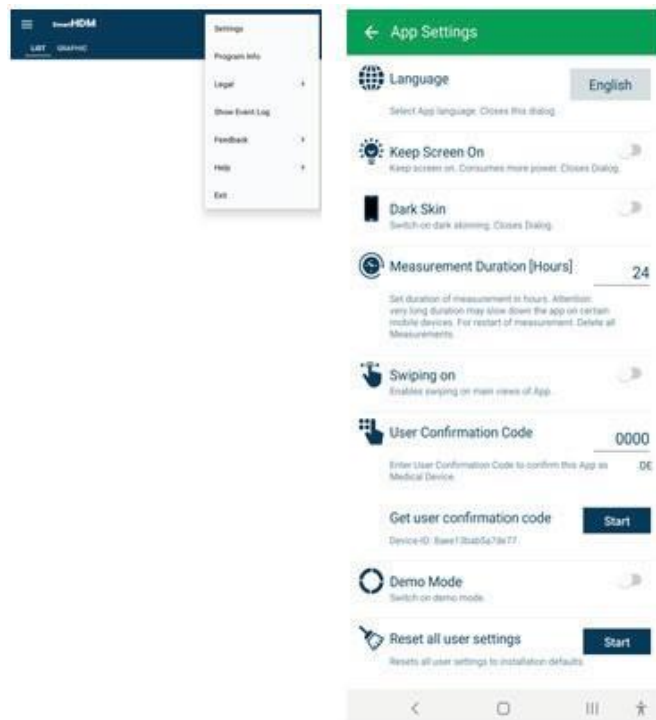 SmartHDM
LIST GRAPHIC
Settings
Program Info
Legal
Show Event Log
Feedback
Help
Exit
App Settings
Language
English
Select App language. Closes this dialog.
Keep Screen On
Keep screen on. Consumes more power. Closes Dialog.
Dark Skin
Switch on dark skinning. Closes Dialog.
Measurement Duration [Hours]
24
Set duration of measurement in hours. Attention:
very long duration may slow down the app on certain
mobile devices. For restart of measurement. Delete all
Measurements.
Swiping on
Enables swiping on main views of App.
User Confirmation Code
0000
Enter User Confirmation Code to confirm this App as
Medical Device.
0E
Get user confirmation code
Start
Device-ID:
Demo Mode
Switch on demo mode.
Reset all user settings
Start
Resets all user settings to installation defaults.